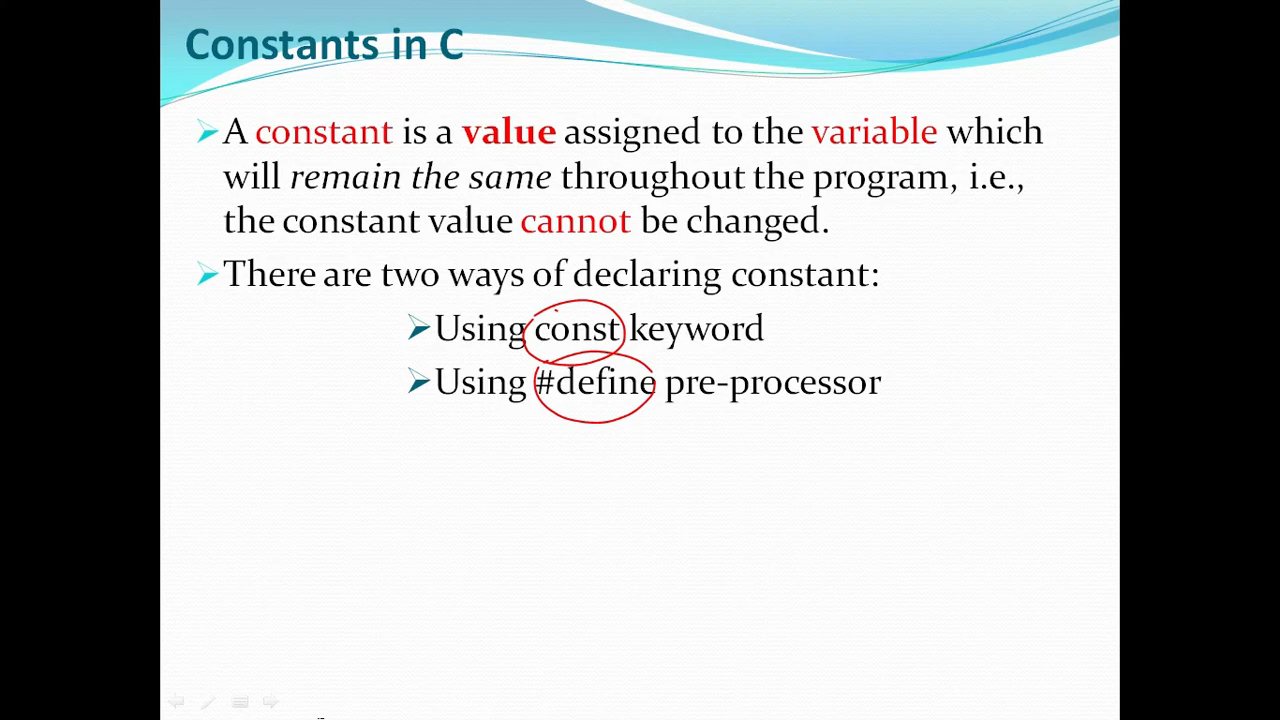 Constants in C
A constant is a value assigned to the variable which
will remain the same throughout the program, i.e.,
the constant value cannot be changed.
There are two ways of declaring constant:
Using const keyword
Using #define pre-processor